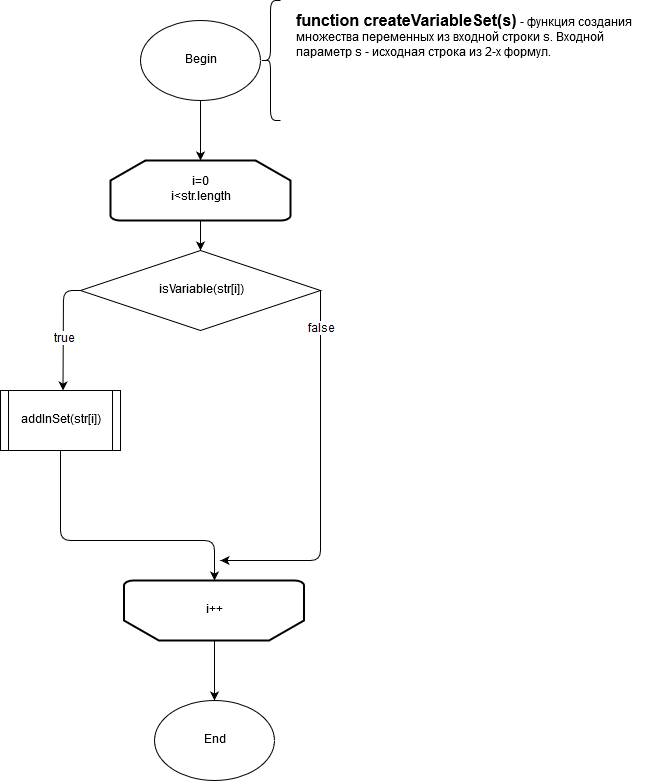 function createVariableSet(s) - функция создания
множества переменных из входной строки s. Входной
параметр s - исходная строка из 2-х формул.
Begin
i=0
i<str.length
isVariable(str[i])
true
false
addInSet(str[i])
i++
End